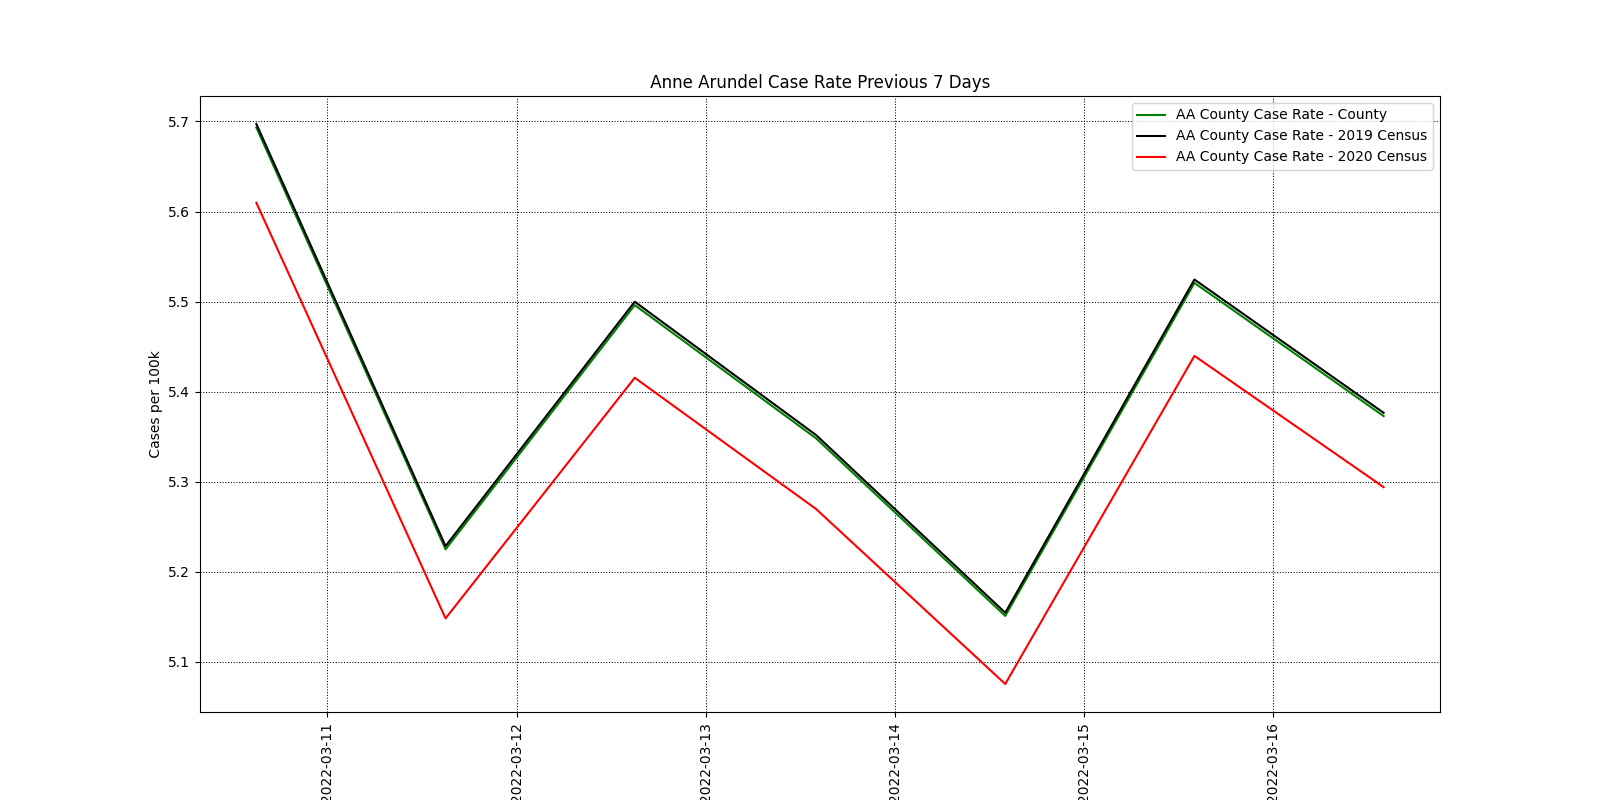 Anne Arundel Case Rate Previous 7 Days
AA County Case Rate - County
AA County Case Rate - 2019 Census
AA County Case Rate - 2020 Census
Cases per 100k
5.7
5.6
5.5
5.4
5.3
5.2
5.1
2022-03-11
2022-03-12
2022-03-13
2022-03-14
2022-03-15
2022-03-16